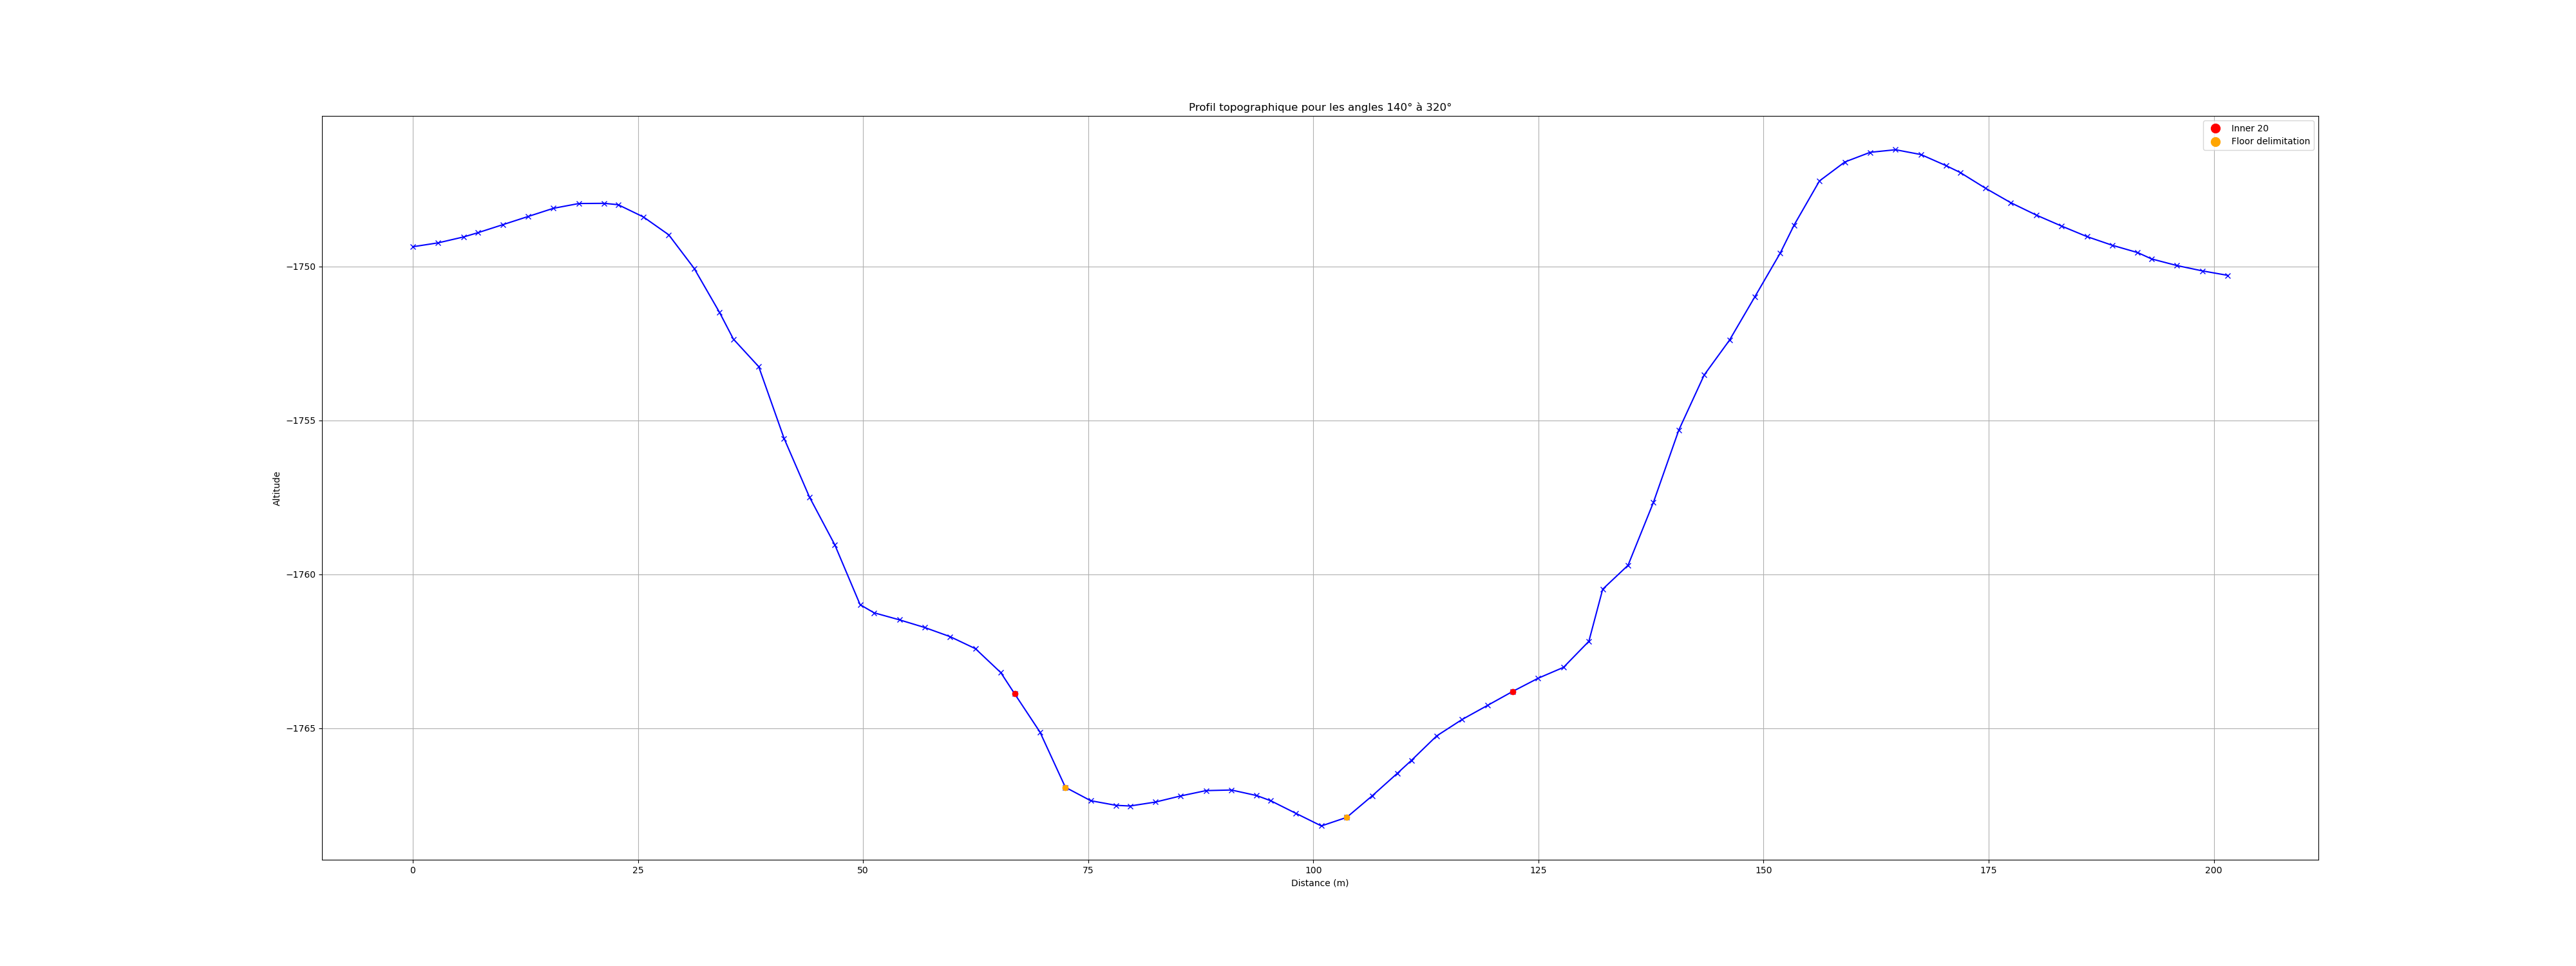 Profil topographique pour les angles 140° à 320°
Inner 20
Floor delimitation
−1750
−1755
−1760
−1765
Altitude
0 25 50 75 100 125 150 175 200
Distance (m)